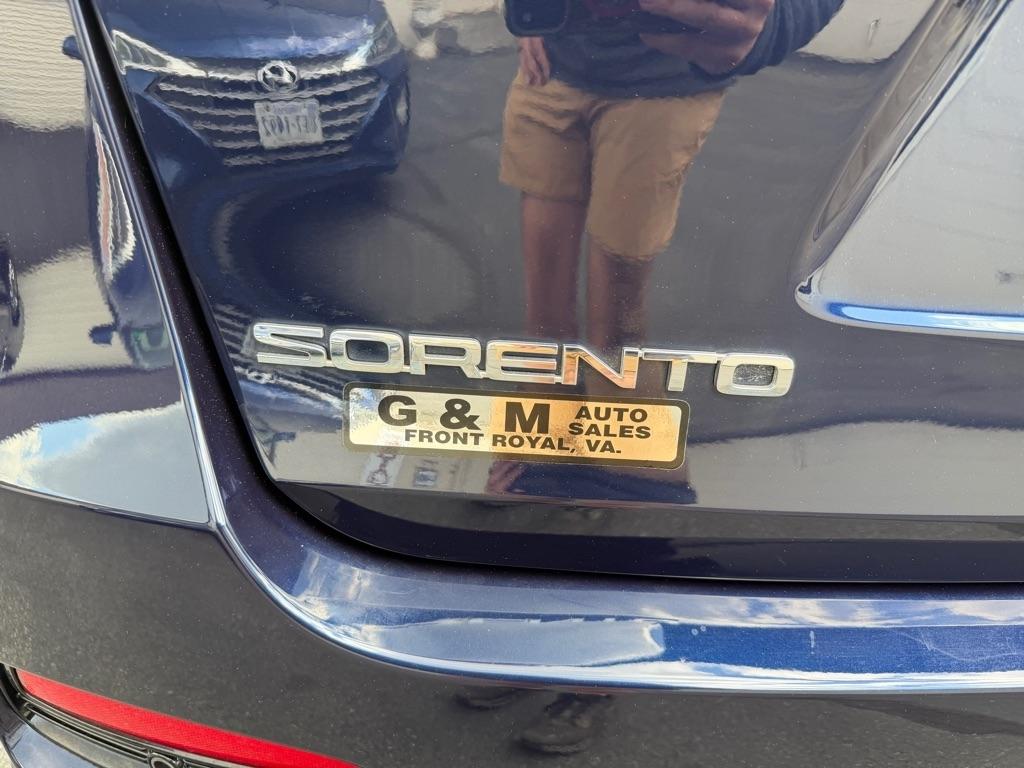 SORENTO
G & M AUTO SALES
FRONT ROYAL, VA.